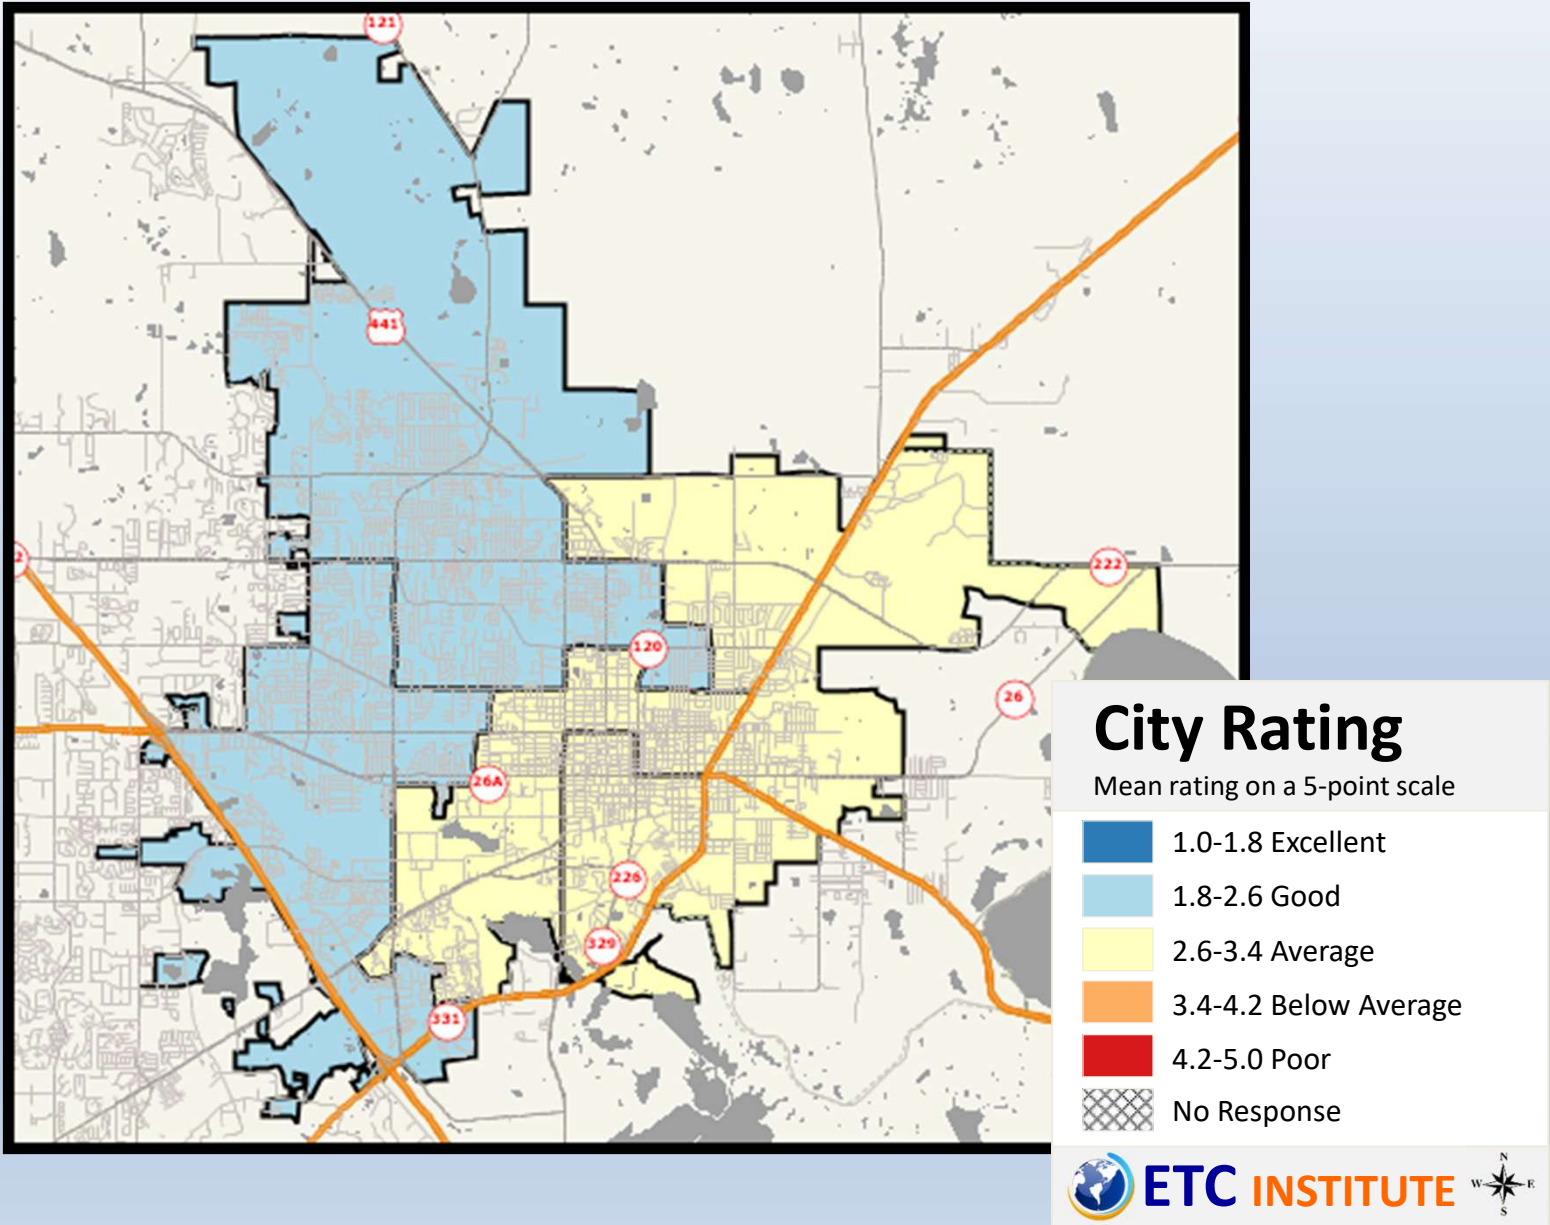 121
441
2
222
120
26
26A
226
329
331
City Rating
Mean rating on a 5-point scale
1.0-1.8 Excellent
1.8-2.6 Good
2.6-3.4 Average
3.4-4.2 Below Average
4.2-5.0 Poor
No Response
ETC INSTITUTE
N
W E
S